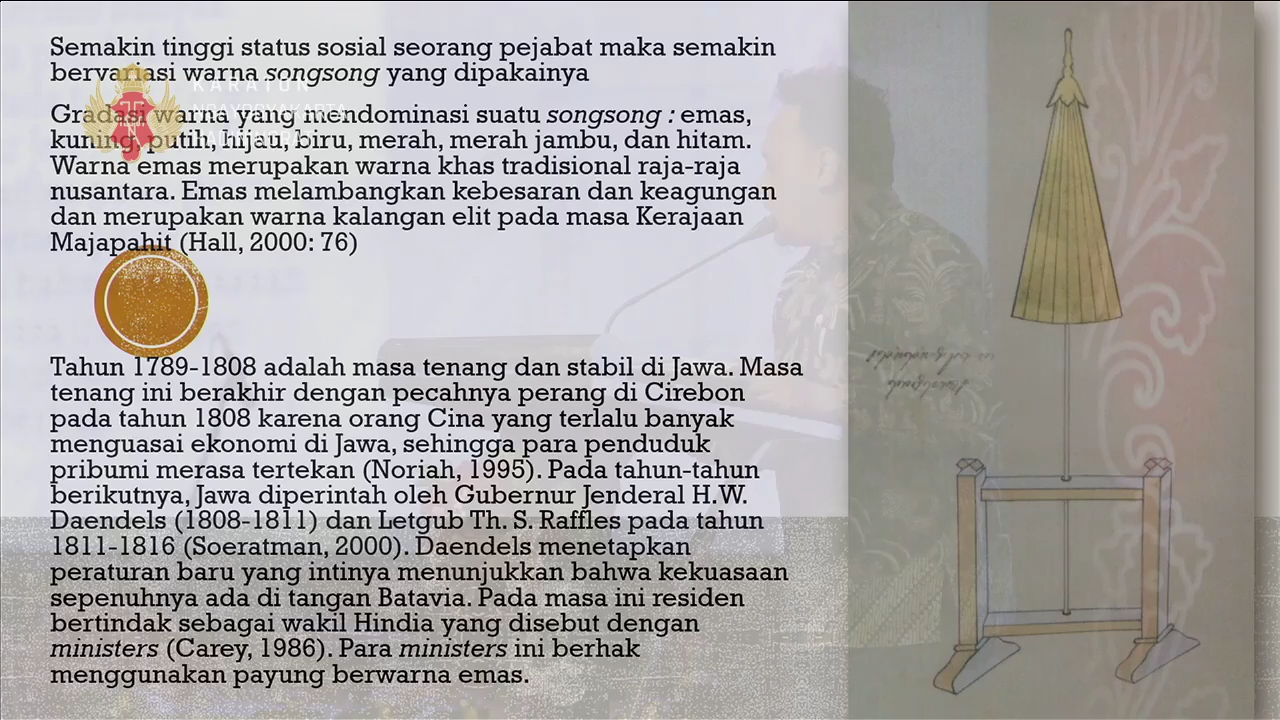 Semakin tinggi status sosial seorang pejabat maka semakin
bervariasi warna songsong yang dipakainya
KARATON
NGAYOGYAKARTA
HADININGRAT
Gradasi warna yang mendominasi suatu songsong : emas,
kuning, putih, hijau, biru, merah, merah jambu, dan hitam.
Warna emas merupakan warna khas tradisional raja-raja
nusantara. Emas melambangkan kebesaran dan keagungan
dan merupakan warna kalangan elit pada masa Kerajaan
Majapahit (Hall, 2000: 76)
Tahun 1789-1808 adalah masa tenang dan stabil di Jawa. Masa
tenang ini berakhir dengan pecahnya perang di Cirebon
pada tahun 1808 karena orang Cina yang terlalu banyak
menguasai ekonomi di Jawa, sehingga para penduduk
pribumi merasa tertekan (Noriah, 1995). Pada tahun-tahun
berikutnya, Jawa diperintah oleh Gubernur Jenderal H.W.
Daendels (1808-1811) dan Letgub Th. S. Raffles pada tahun
1811-1816 (Soeratman, 2000). Daendels menetapkan
peraturan baru yang intinya menunjukkan bahwa kekuasaan
sepenuhnya ada di tangan Batavia. Pada masa ini residen
bertindak sebagai wakil Hindia yang disebut dengan
ministers (Carey, 1986). Para ministers ini berhak
menggunakan payung berwarna emas.